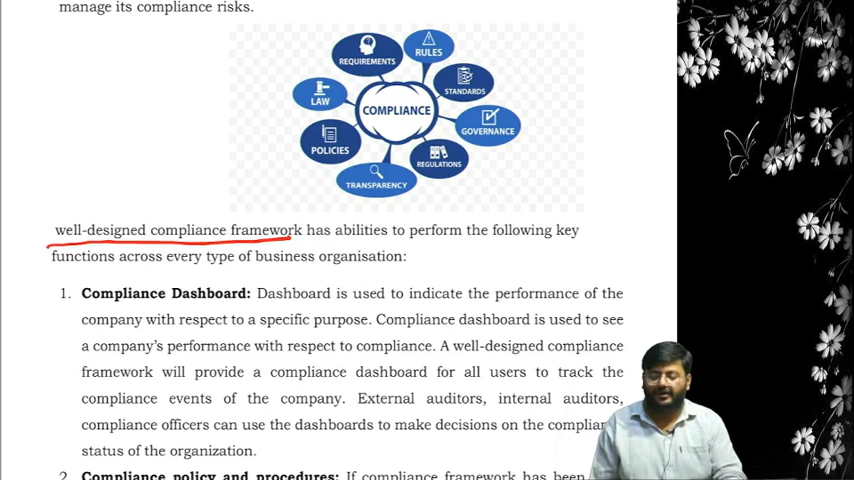 manage its compliance risks.
REQUIREMENTS
RULES
LAW
STANDARDS
COMPLIANCE
GOVERNANCE
POLICIES
REGULATIONS
TRANSPARENCY
well-designed compliance framework has abilities to perform the following key
functions across every type of business organisation:
1. Compliance Dashboard: Dashboard is used to indicate the performance of the
company with respect to a specific purpose. Compliance dashboard is used to see
a company's performance with respect to compliance. A well-designed compliance
framework will provide a compliance dashboard for all users to track the
compliance events of the company. External auditors, internal auditors,
compliance officers can use the dashboards to make decisions on the
status of the organization.
2. Compliance policy and procedures: If compliance framework has been